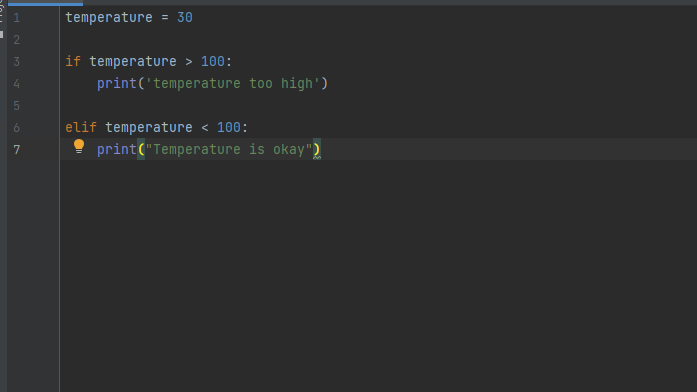 1 temperature = 30
2
3 if temperature > 100:
4     print('temperature too high')
5
6 elif temperature < 100:
7     print("Temperature is okay")